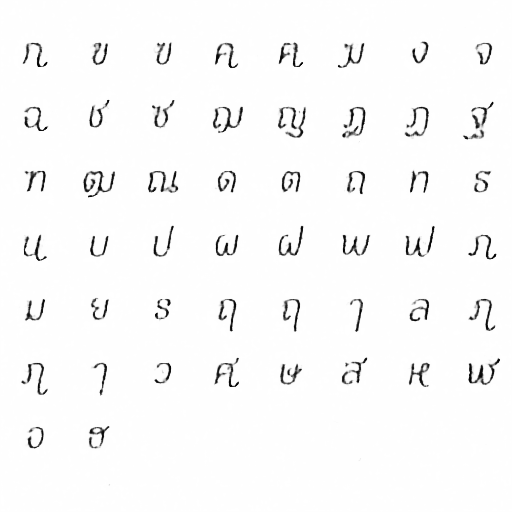 ก ข ฃ ค ฅ ฆ ง จ
ฉ ช ซ ฌ ญ ฎ ฏ ฐ
ฑ ฒ ณ ด ต ถ ท ธ
น บ ป ผ ฝ พ ฟ ภ
ม ย ร ฤ ฤ ๅ ล ฦ
ฦ ๅ ว ศ ษ ส ห ฬ
อ ฮ